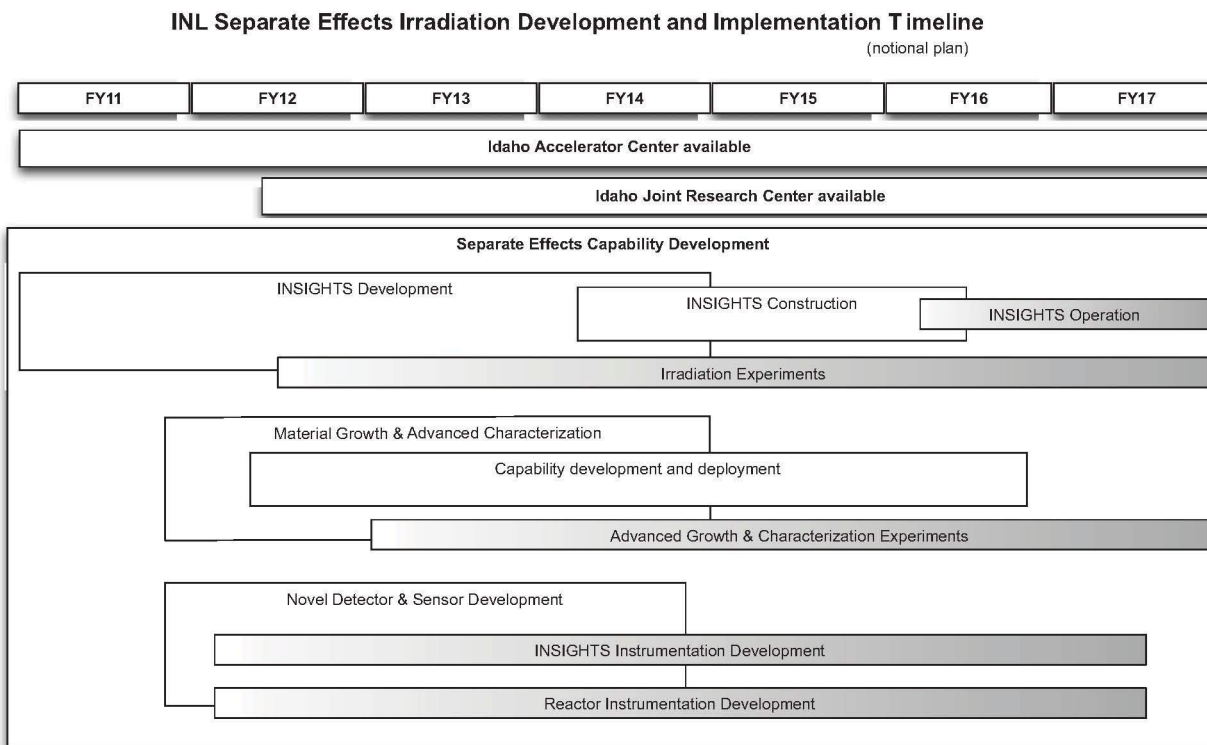 INL Separate Effects Irradiation Development and Implementation Timeline
(notional plan)
FY11 FY12 FY13 FY14 FY15 FY16 FY17
Idaho Accelerator Center available
Idaho Joint Research Center available
Separate Effects Capability Development
INSIGHTS Development
INSIGHTS Construction
INSIGHTS Operation
Irradiation Experiments
Material Growth & Advanced Characterization
Capability development and deployment
Advanced Growth & Characterization Experiments
Novel Detector & Sensor Development
INSIGHTS Instrumentation Development
Reactor Instrumentation Development